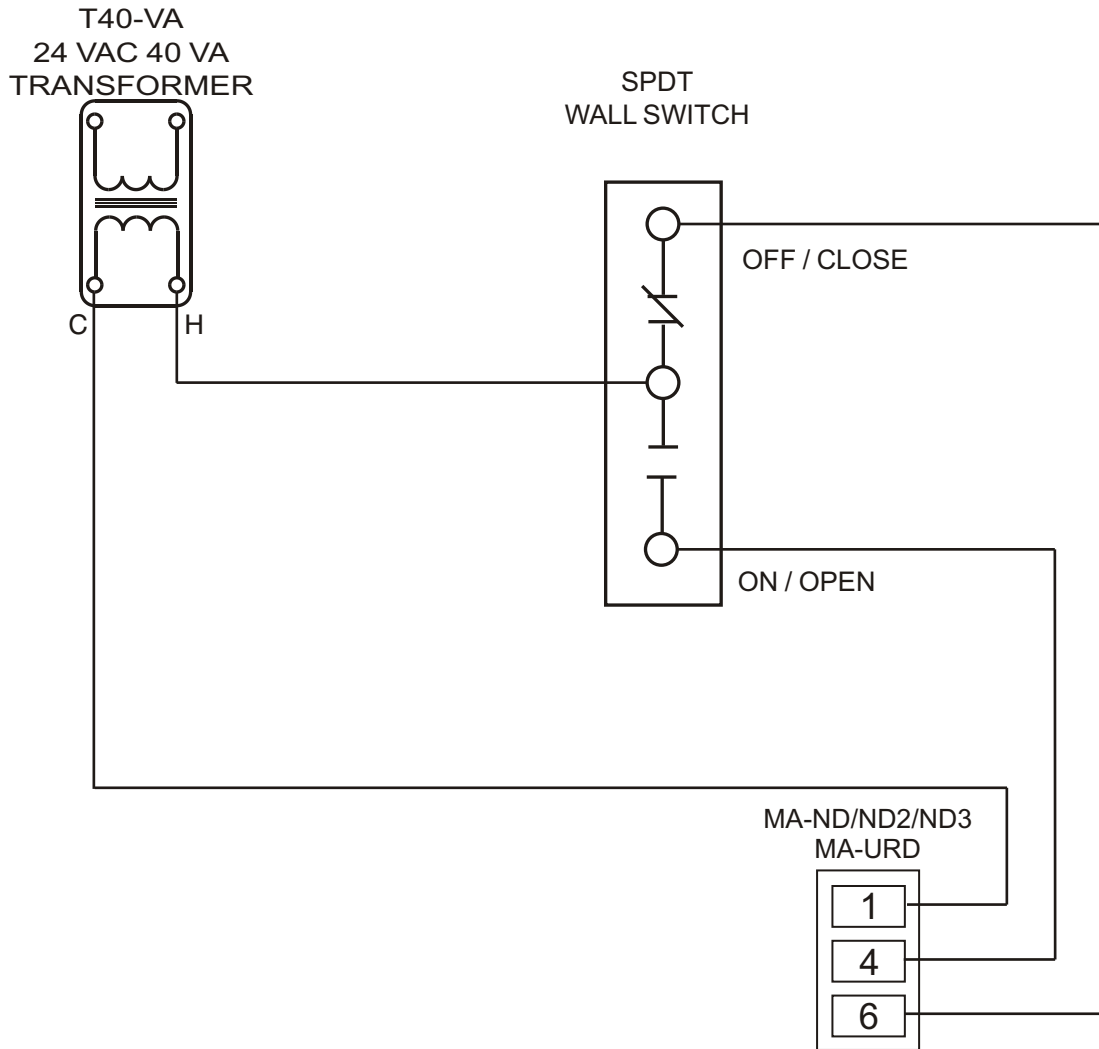 T40-VA
24 VAC 40 VA
TRANSFORMER
SPDT
WALL SWITCH
OFF / CLOSE
C
H
ON / OPEN
MA-ND/ND2/ND3
MA-URD
1
4
6